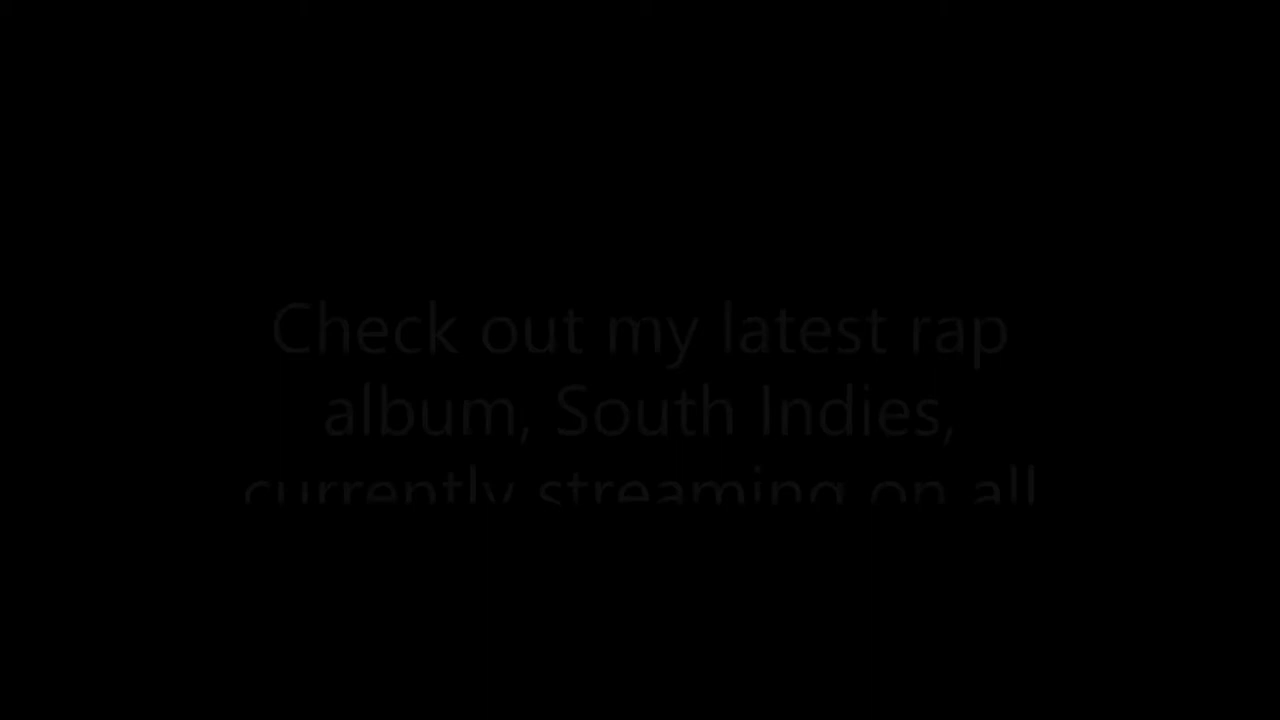 Check out my latest rap
album, South Indies,
currently streaming on all